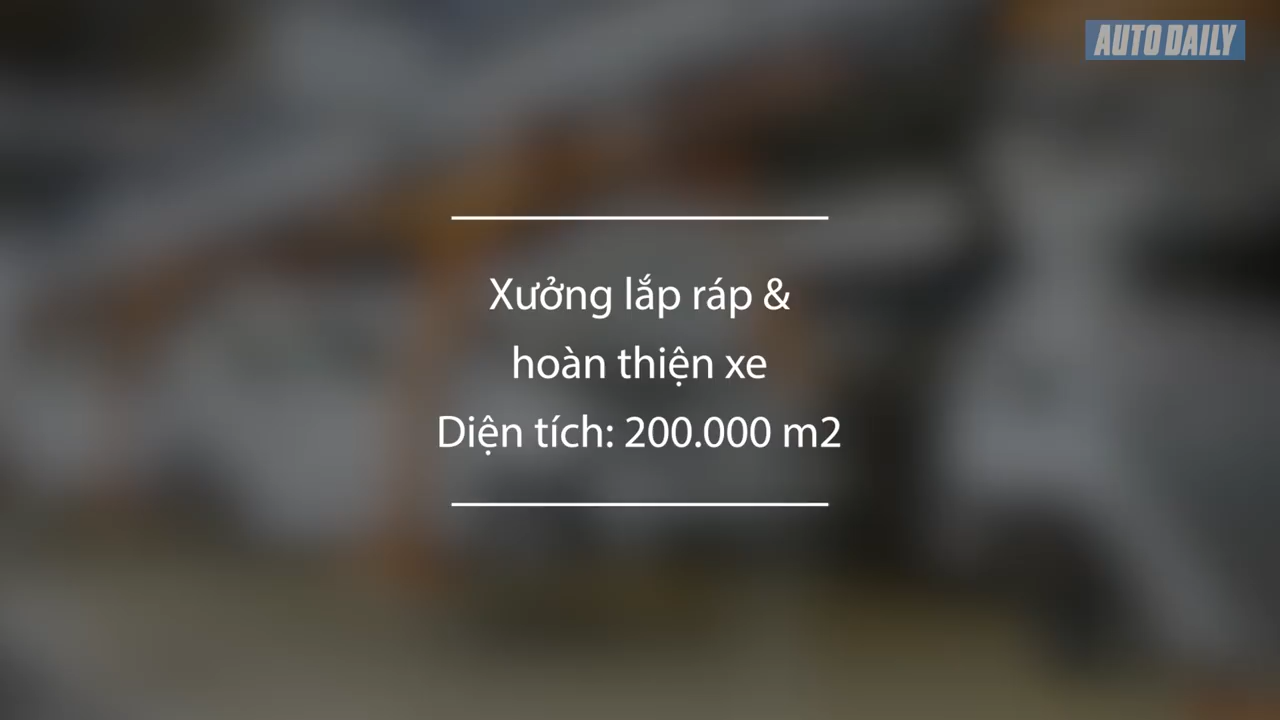 AUTO DAILY
Xưởng lắp ráp &
hoàn thiện xe
Diện tích: 200.000 m2